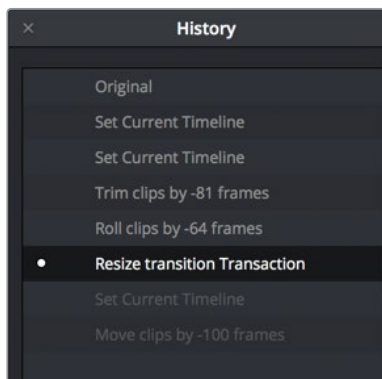 History
Original
Set Current Timeline
Set Current Timeline
Trim clips by -81 frames
Roll clips by -64 frames
Resize transition Transaction
Set Current Timeline
Move clips by -100 frames